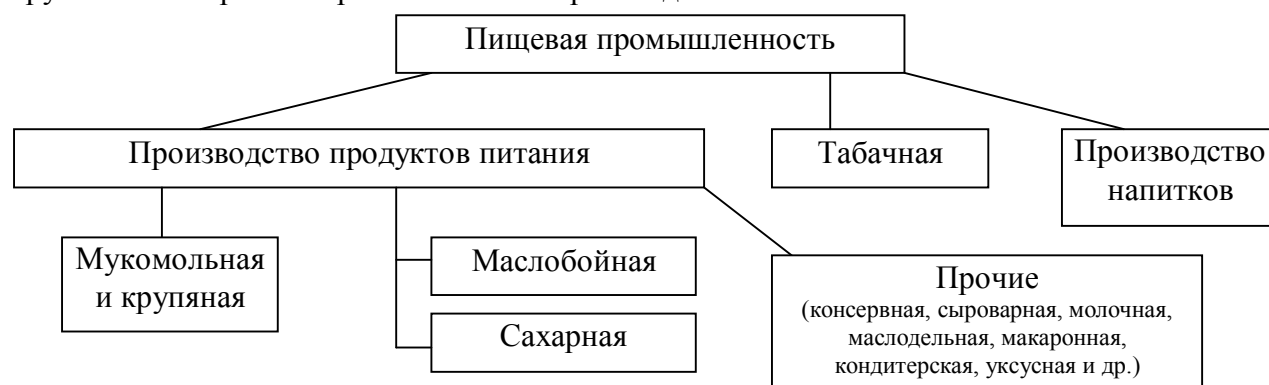 Пищевая промышленность
Производство продуктов питания
Табачная
Производство
напитков
Мукомольная
и крупяная
Маслобойная
Сахарная
Прочие
(консервная, сыроварная, молочная,
маслодельная, макаронная,
кондитерская, уксусная и др.)